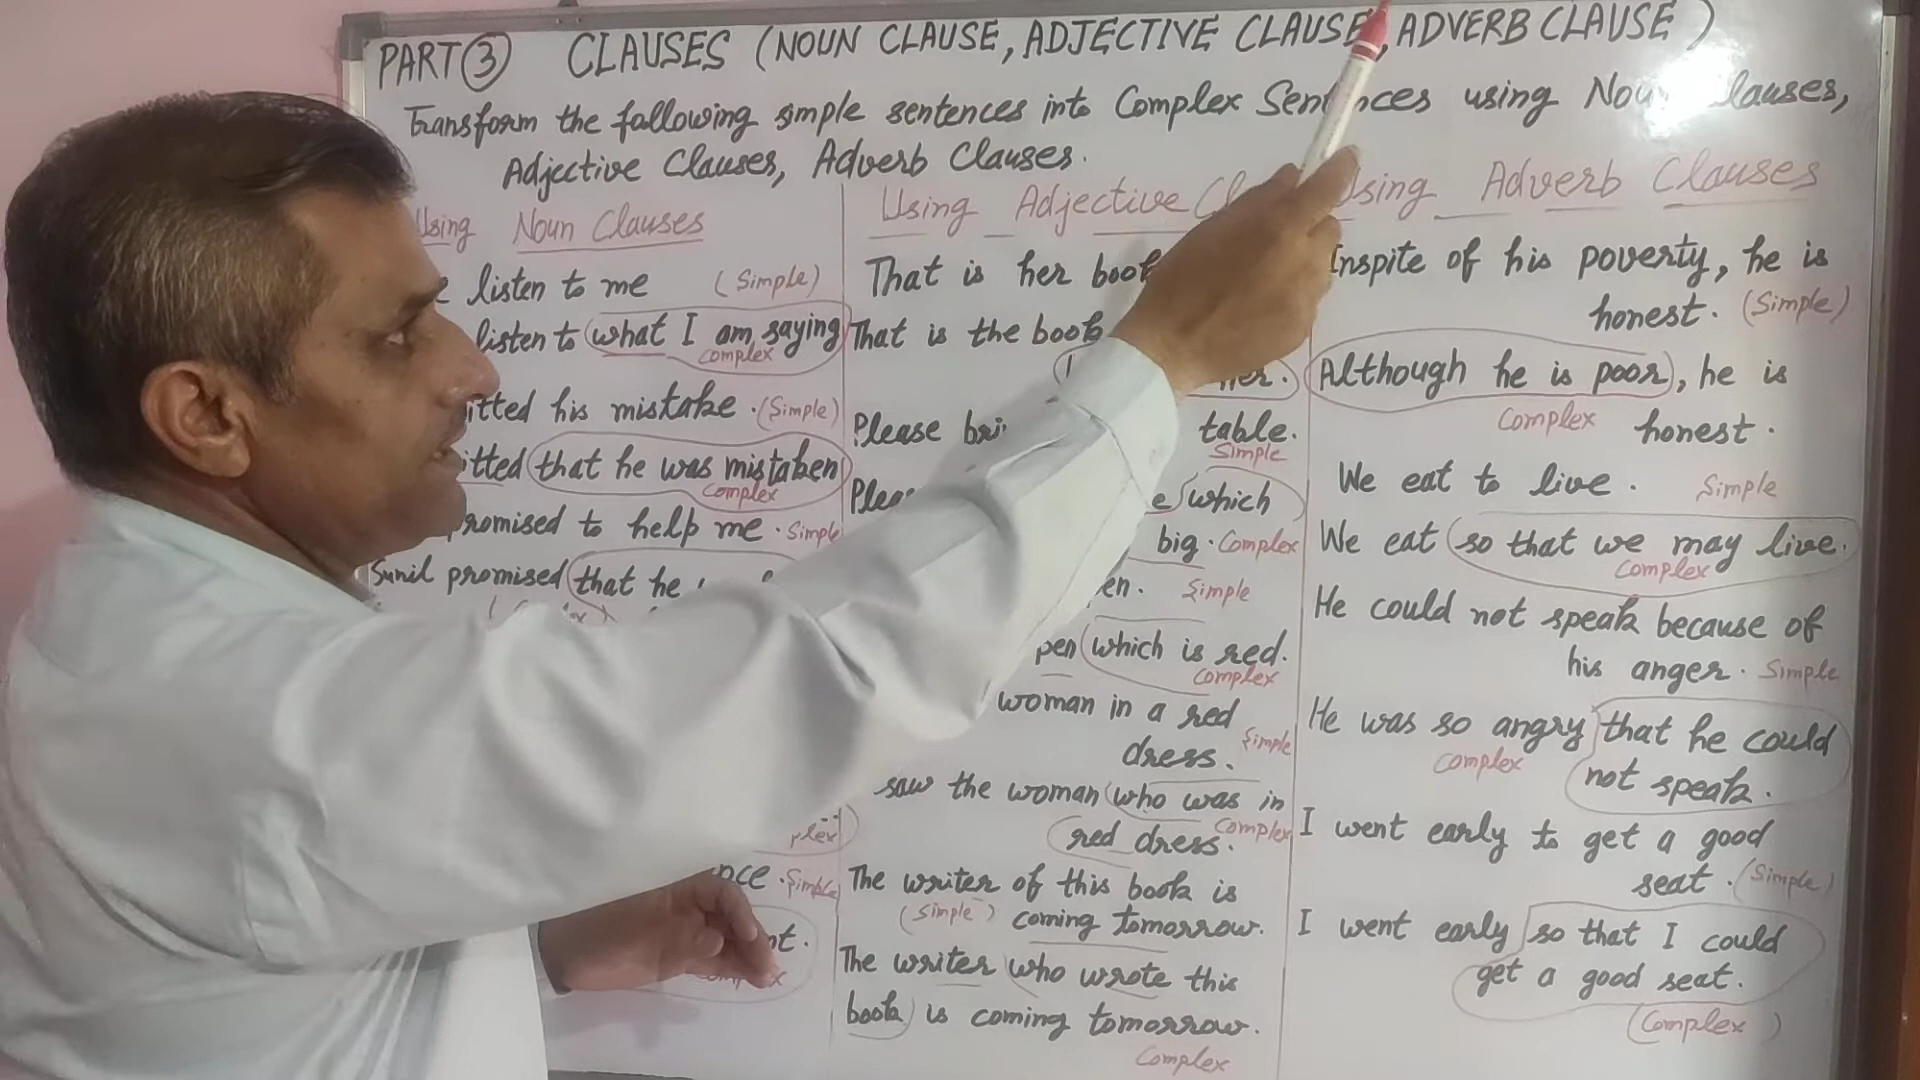 PART 3 CLAUSES (NOUN CLAUSE, ADJECTIVE CLAUSE, ADVERB CLAUSE)
Transform the following simple sentences into Complex Sentences using Clauses,
Adjective Clauses, Adverb Clauses.
Using Noun Clauses
listen to me (Simple)
listen to what I am saying
Complex
his mistake. (Simple)
that he was mistaken
Complex
to help me. Simple
Sunil promised that he
Simple
Using Adjective
That is her
That is the book
her.
Please table.
Simple
which
big. Complex
Simple
pen which is red.
Complex
woman in a red
dress. Simple
saw the woman who was in
red dress. Complex
The writer of this book is
(Simple) coming tomorrow.
The writer who wrote this
book is coming tomorrow.
Complex
Using Adverb Clauses
Inspite of his poverty, he is
honest. (Simple)
Although he is poor, he is
Complex honest.
We eat to live. Simple
We eat so that we may live.
Complex
He could not speak because of
his anger. Simple
He was so angry that he could
Complex not speak.
I went early to get a good
seat. (Simple)
I went early so that I could
get a good seat.
(Complex)